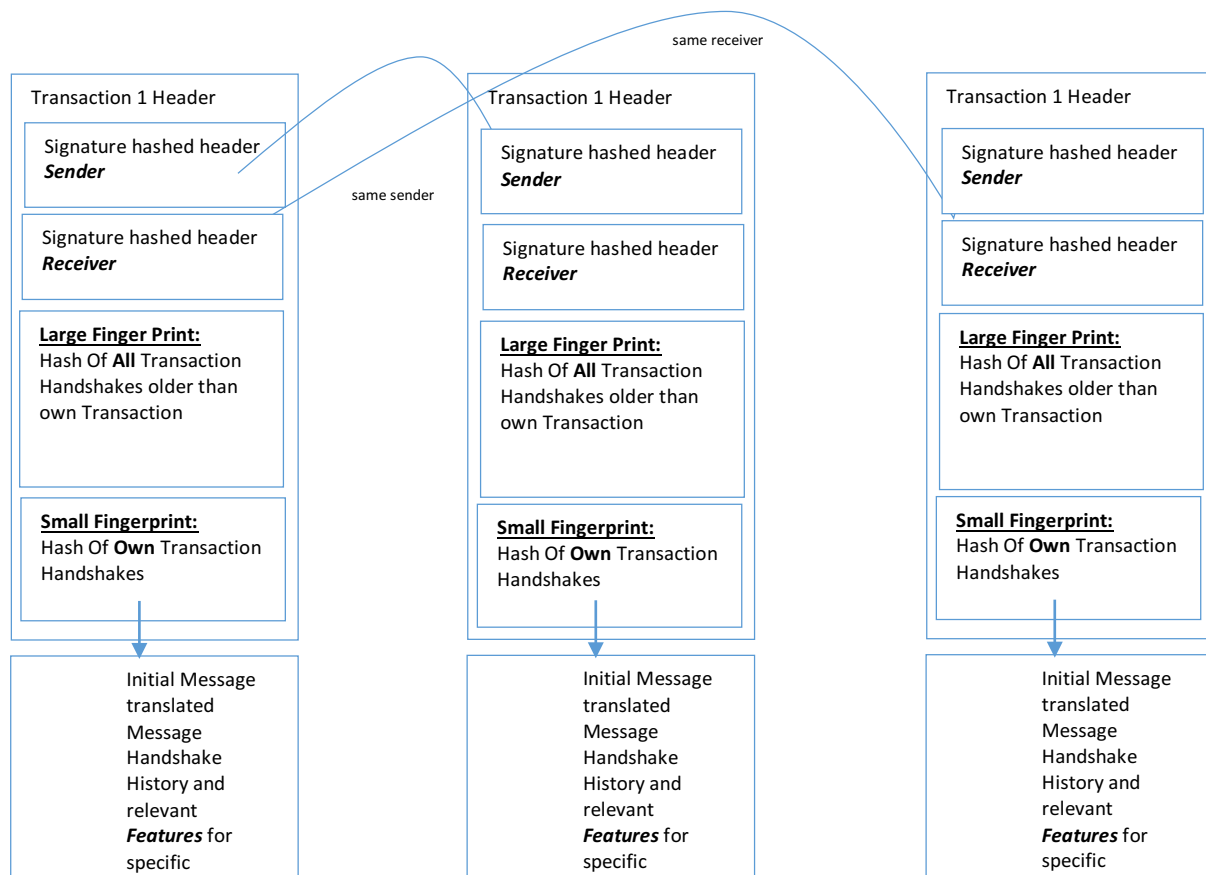 same receiver
same sender
Transaction 1 Header
Signature hashed header
Sender
Signature hashed header
Receiver
Large Finger Print:
Hash Of All Transaction
Handshakes older than
own Transaction
Small Fingerprint:
Hash Of Own Transaction
Handshakes
Initial Message
translated
Message
Handshake
History and
relevant
Features for
specific
Transaction 1 Header
Signature hashed header
Sender
Signature hashed header
Receiver
Large Finger Print:
Hash Of All Transaction
Handshakes older than
own Transaction
Small Fingerprint:
Hash Of Own Transaction
Handshakes
Initial Message
translated
Message
Handshake
History and
relevant
Features for
specific
Transaction 1 Header
Signature hashed header
Sender
Signature hashed header
Receiver
Large Finger Print:
Hash Of All Transaction
Handshakes older than
own Transaction
Small Fingerprint:
Hash Of Own Transaction
Handshakes
Initial Message
translated
Message
Handshake
History and
relevant
Features for
specific